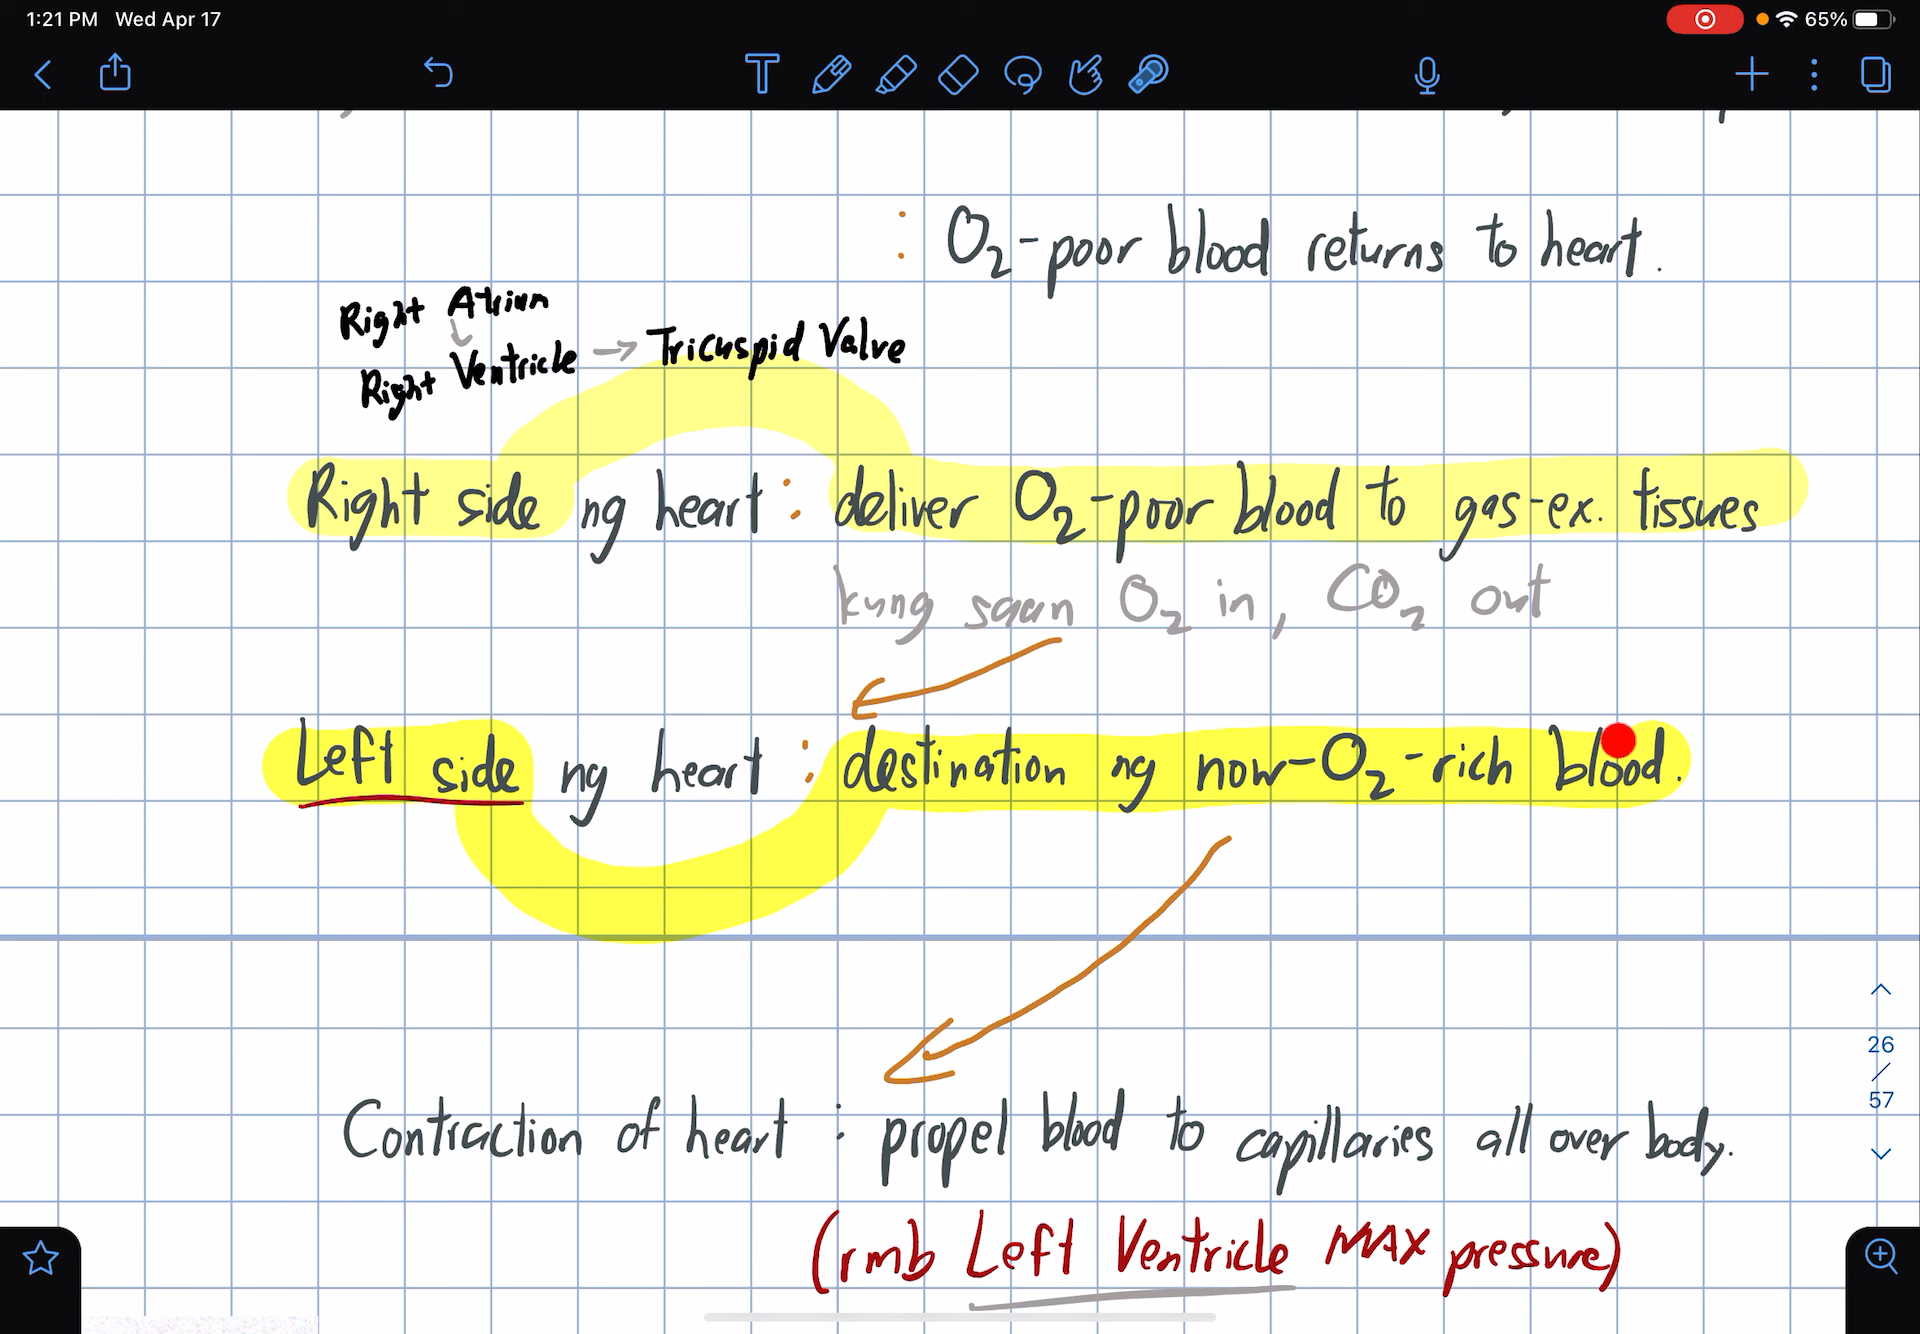 1:21 PM Wed Apr 17
65%
: O₂-poor blood returns to heart.
Right Atrium
Right Ventricle → Tricuspid Valve
Right side ng heart : deliver O₂-poor blood to gas-ex. tissues
kung saan O₂ in, CO₂ out
Left side ng heart : destination ng now-O₂-rich blood.
26
/
57
Contraction of heart : propel blood to capillaries all over body.
(rmb Left Ventricle MAX pressure)